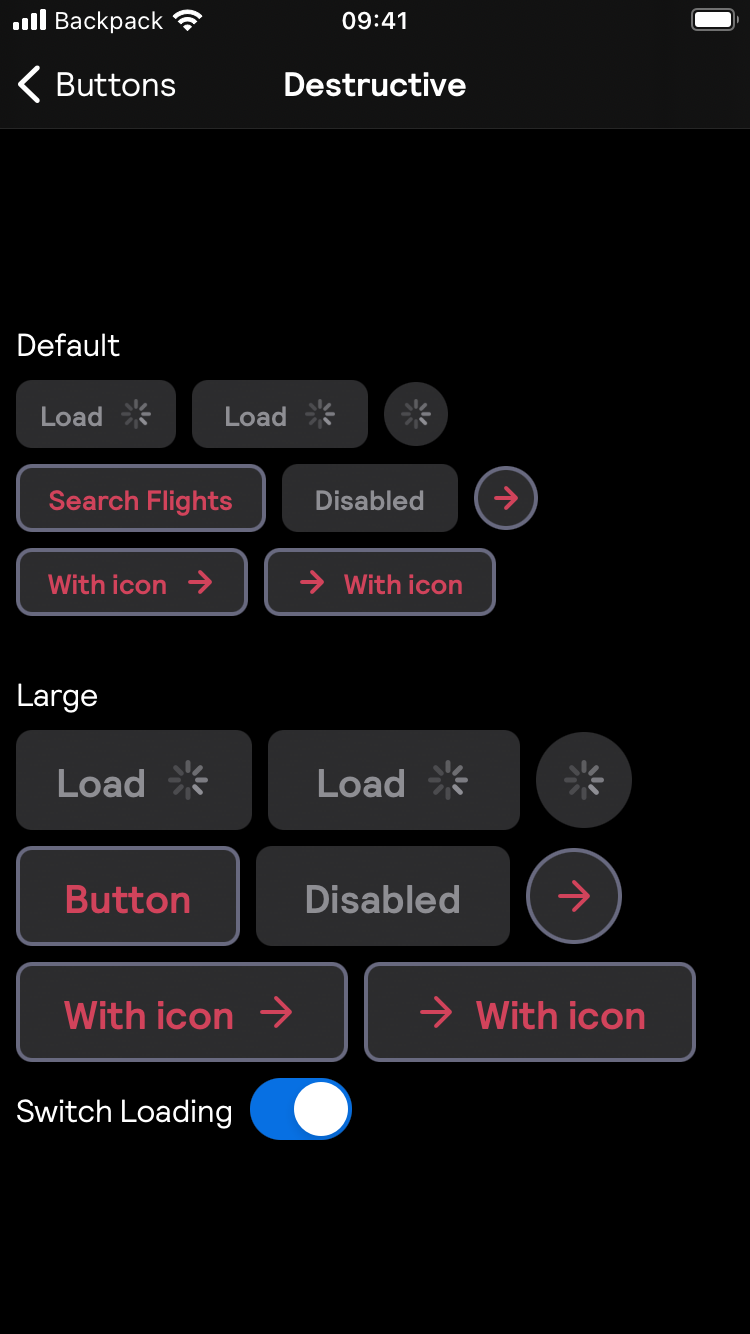 Backpack 09:41
Buttons Destructive
Default
Load Load
Search Flights Disabled
With icon With icon
Large
Load Load
Button Disabled
With icon With icon
Switch Loading